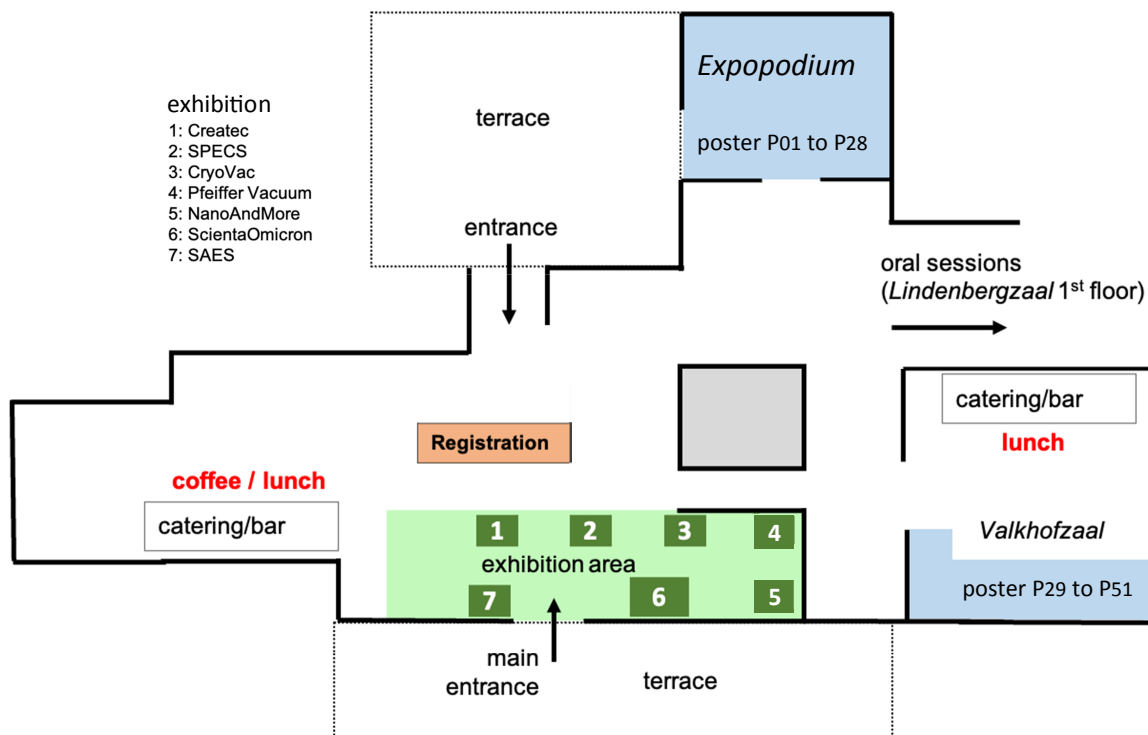 Expopodium
poster P01 to P28
terrace
entrance
exhibition
1: Createc
2: SPECS
3: CryoVac
4: Pfeiffer Vacuum
5: NanoAndMore
6: ScientaOmicron
7: SAES
oral sessions
(Lindenbergzaal 1st floor)
catering/bar
lunch
Registration
coffee / lunch
catering/bar
1
2
3
4
exhibition area
7
6
5
Valkhofzaal
poster P29 to P51
main
entrance
terrace